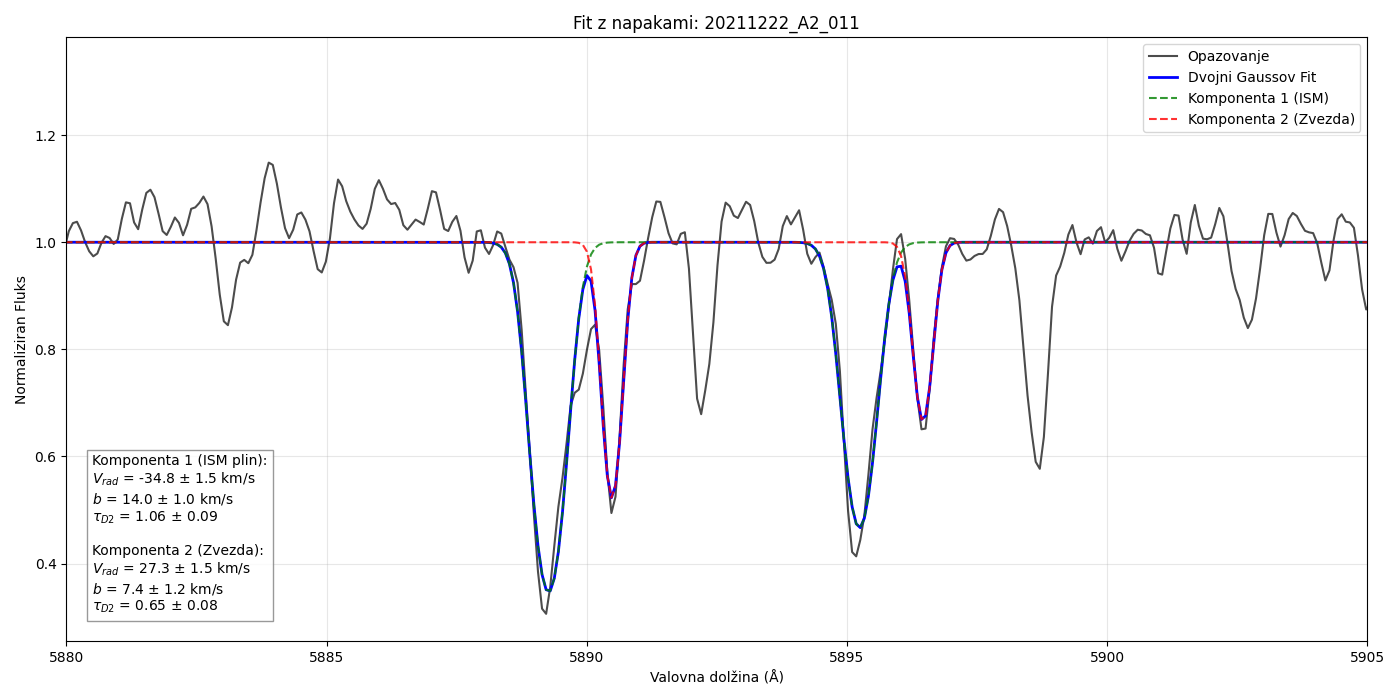 Fit z napakami: 20211222_A2_011
Opazovanje
Dvojni Gaussov Fit
Komponenta 1 (ISM)
Komponenta 2 (Zvezda)
Normaliziran Fluks
1.2
1.0
0.8
0.6
0.4
Komponenta 1 (ISM plin):
V_rad = -34.8 ± 1.5 km/s
b = 14.0 ± 1.0 km/s
τ_D2 = 1.06 ± 0.09
Komponenta 2 (Zvezda):
V_rad = 27.3 ± 1.5 km/s
b = 7.4 ± 1.2 km/s
τ_D2 = 0.65 ± 0.08
5880 5885 5890 5895 5900 5905
Valovna dolžina (Å)